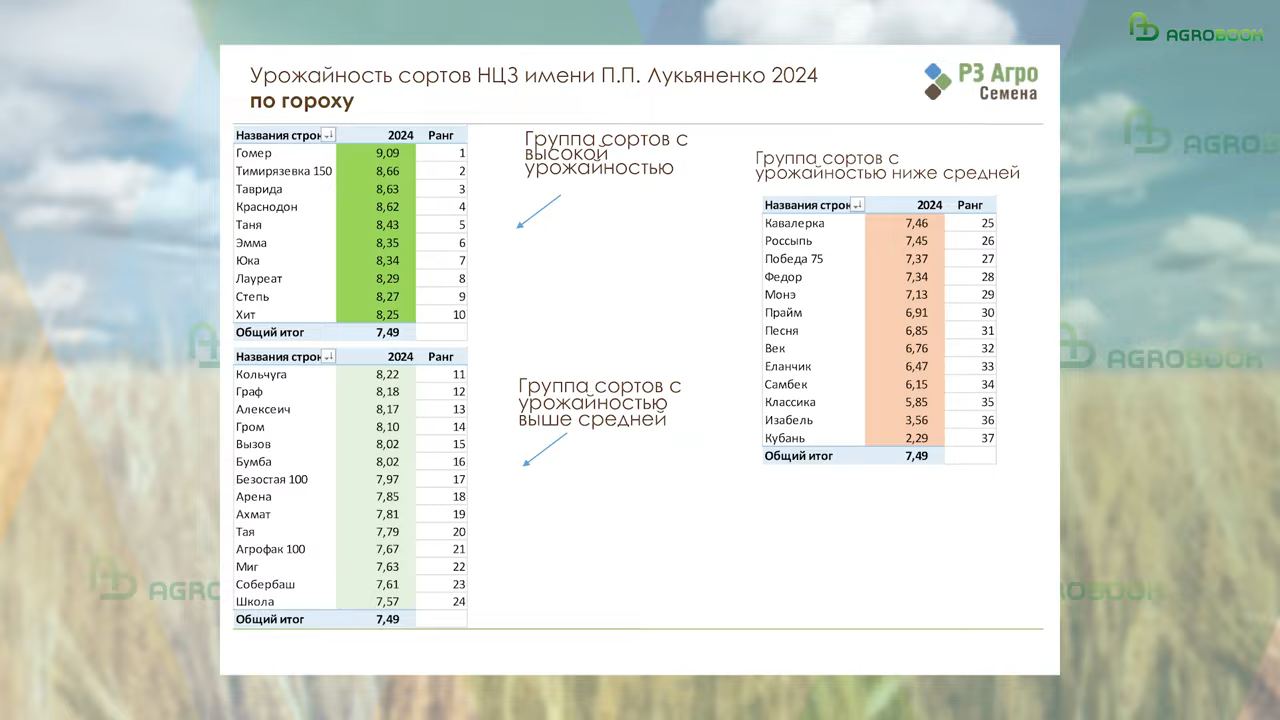 AGROBOOK
Урожайность сортов НЦЗ имени П.П. Лукьяненко 2024
по гороху
РЗ Агро
Семена
Названия строк 2024 Ранг
Гомер 9,09 1
Тимирязевка 150 8,66 2
Таврида 8,63 3
Краснодон 8,62 4
Таня 8,43 5
Эмма 8,35 6
Юка 8,34 7
Лауреат 8,29 8
Степь 8,27 9
Хит 8,25 10
Общий итог 7,49
Группа сортов с
высокой
урожайностью
Названия строк 2024 Ранг
Кольчуга 8,22 11
Граф 8,18 12
Алексеич 8,17 13
Гром 8,10 14
Вызов 8,02 15
Бумба 8,02 16
Безостая 100 7,97 17
Арена 7,85 18
Ахмат 7,81 19
Тая 7,79 20
Агрофак 100 7,67 21
Миг 7,63 22
Собербаш 7,61 23
Школа 7,57 24
Общий итог 7,49
Группа сортов с
урожайностью
выше средней
Группа сортов с
урожайностью ниже средней
Названия строк 2024 Ранг
Кавалерка 7,46 25
Россыпь 7,45 26
Победа 75 7,37 27
Федор 7,34 28
Монэ 7,13 29
Прайм 6,91 30
Песня 6,85 31
Век 6,76 32
Еланчик 6,47 33
Самбек 6,15 34
Классика 5,85 35
Изабель 3,56 36
Кубань 2,29 37
Общий итог 7,49
AGROBOOK
AGROBOOK